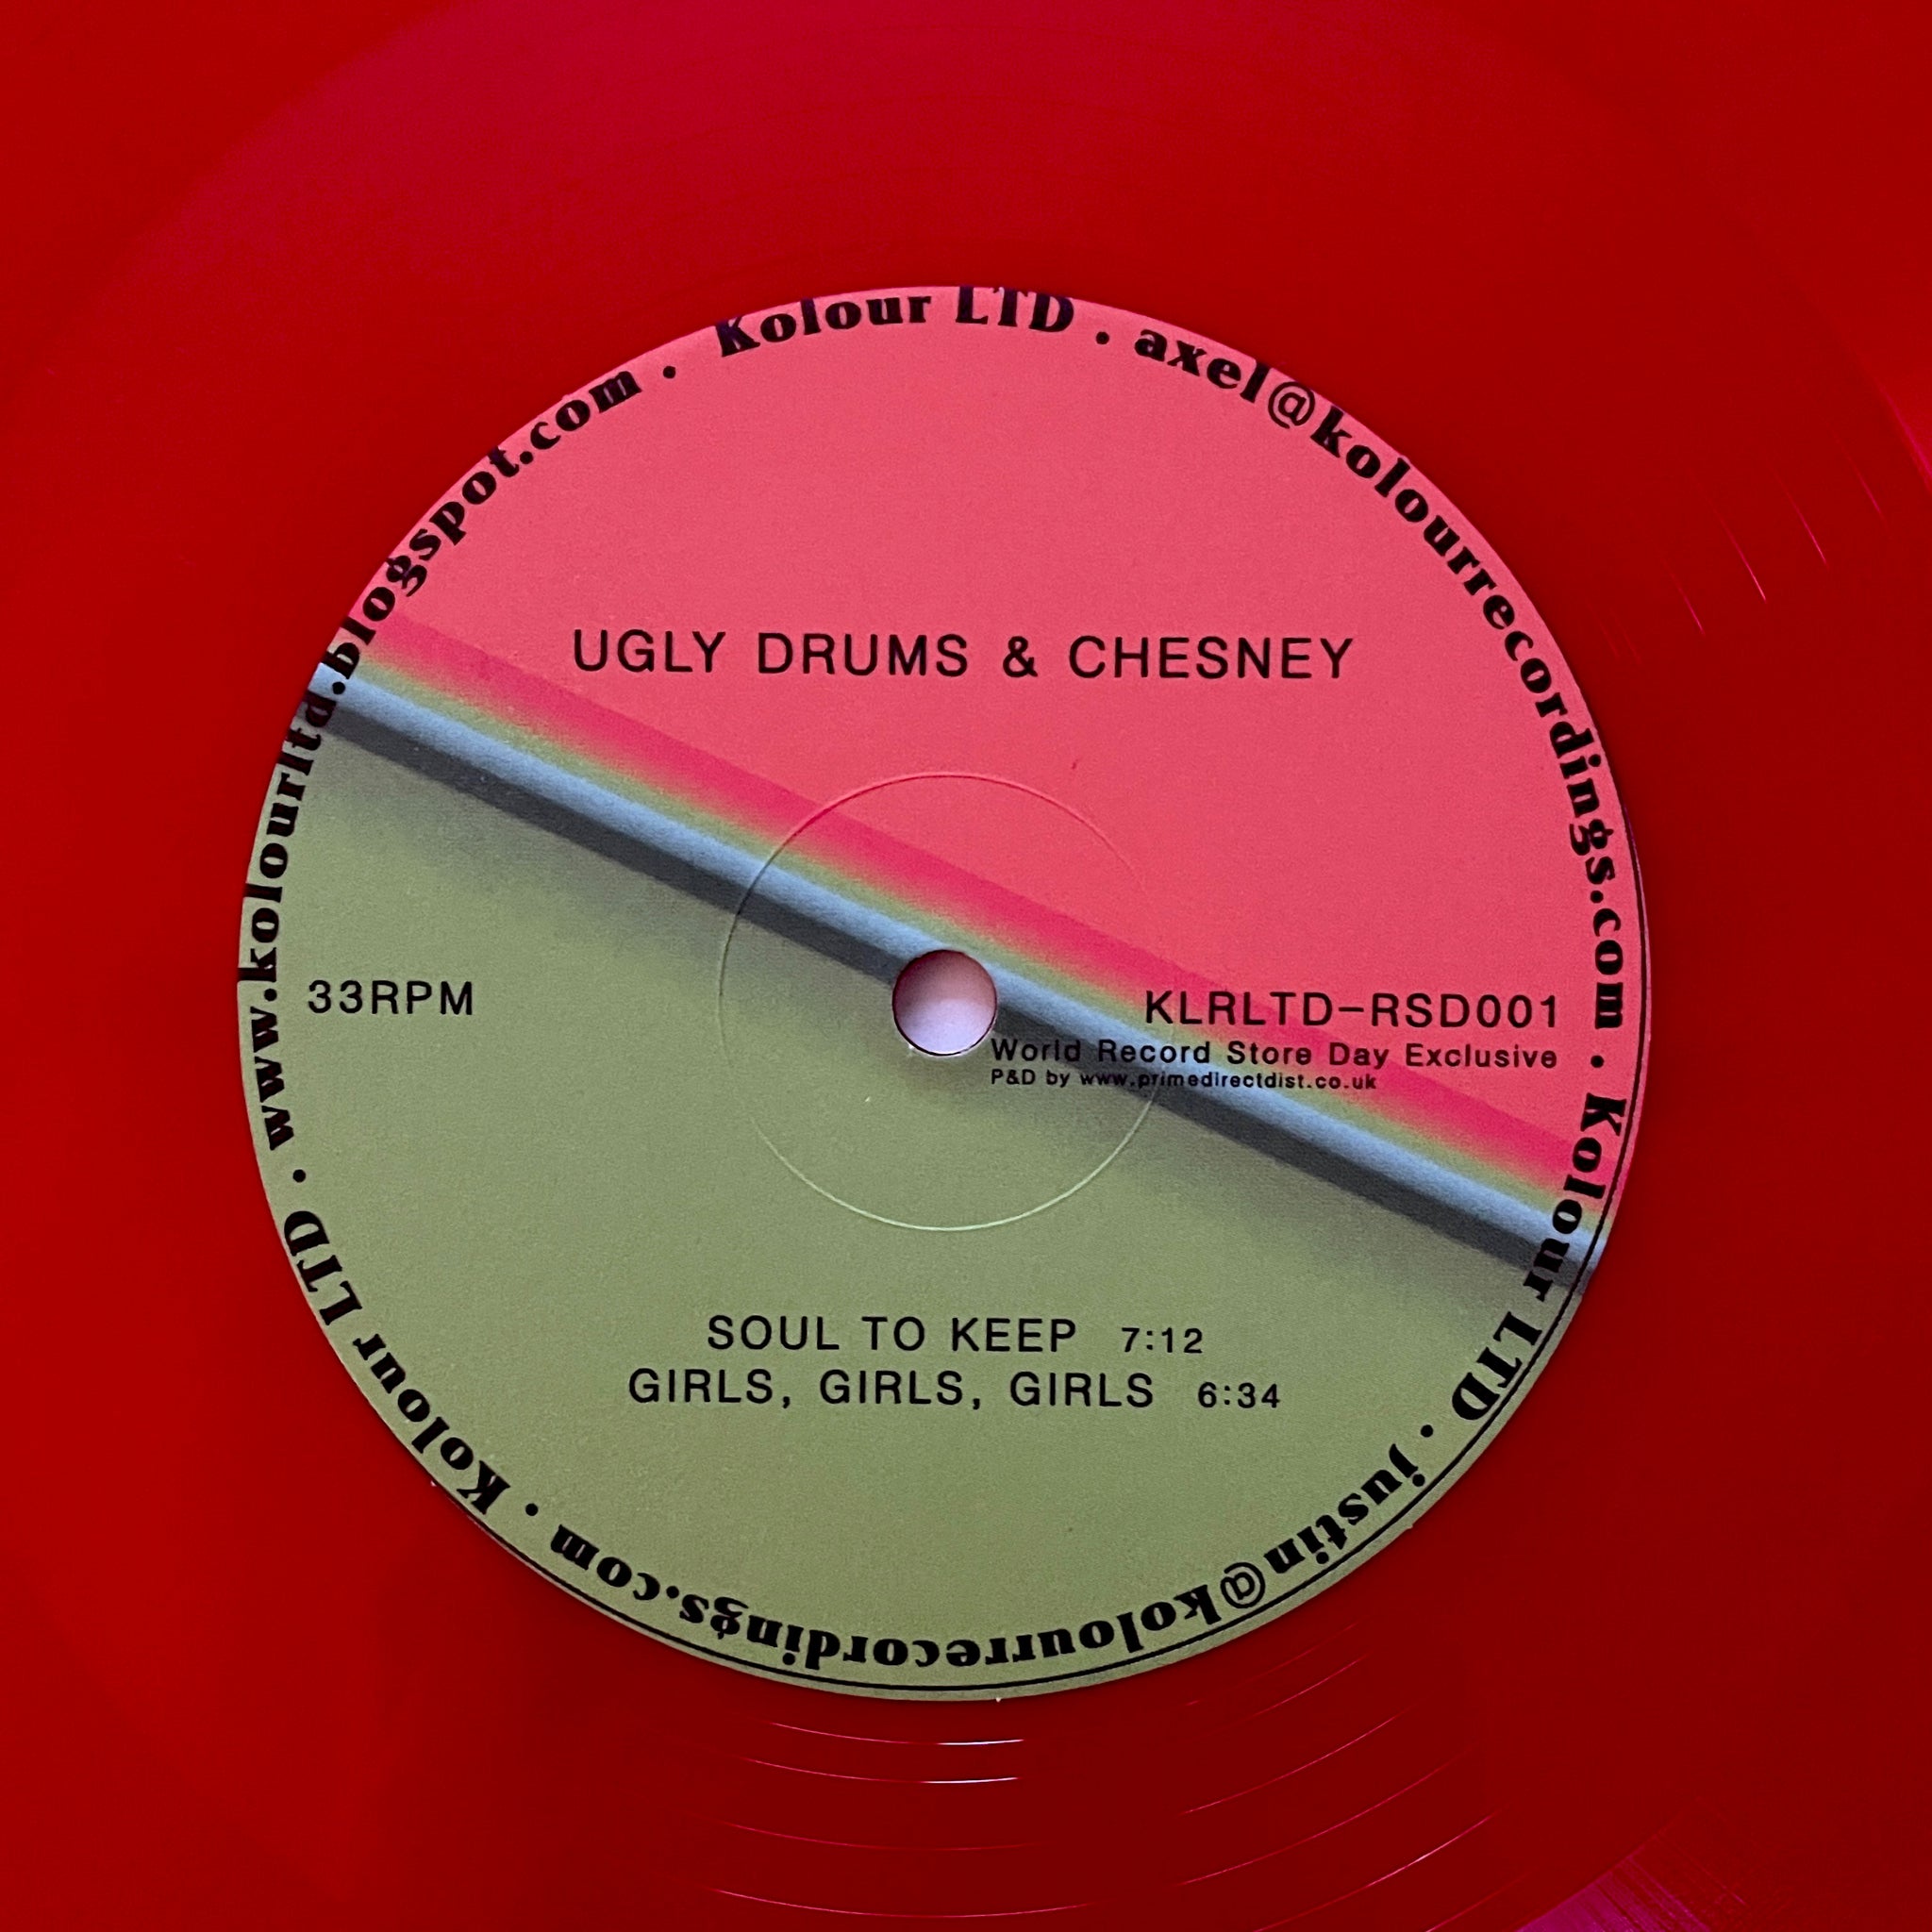 Kolour LTD . axel@kolourrecordings.com . Kolour LTD . justin@kolourrecordings.com . Kolour LTD . www.kolourltd.blogspot.com .
UGLY DRUMS & CHESNEY
33RPM
KLRLTD-RSD001
World Record Store Day Exclusive
P&D by www.primedirectdist.co.uk
SOUL TO KEEP 7:12
GIRLS, GIRLS, GIRLS 6:34